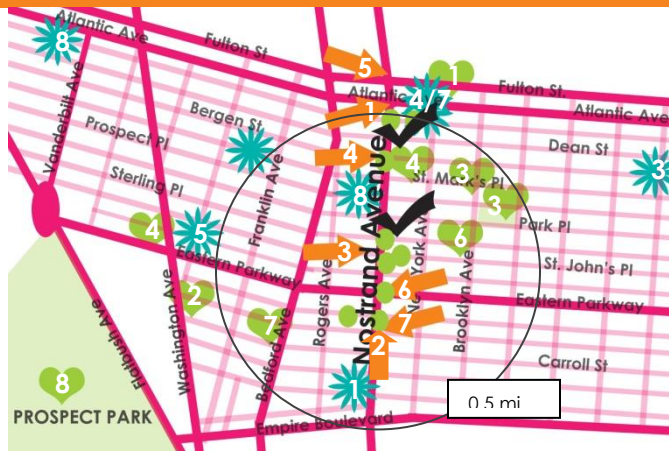 Atlantic Ave
8
Fulton St
5
1
Fulton St.
Atlantic
4/7
Atlantic Ave
Vanderbilt Ave
Prospect Pl
Bergen St
1
Dean St
Sterling Pl
Franklin Ave
4
4
St. Mark's Pl
3
3
3
8
Nostrand Avenue
4
5
Park Pl
6
Eastern Parkway
3
St. John's Pl
Rogers Ave
York Ave
6
Brooklyn Ave
Eastern Parkway
2
7
7
Washington Ave
Bedford Ave
2
Carroll St
Flatbush Ave
8
1
0.5 mi
PROSPECT PARK
Empire Boulevard